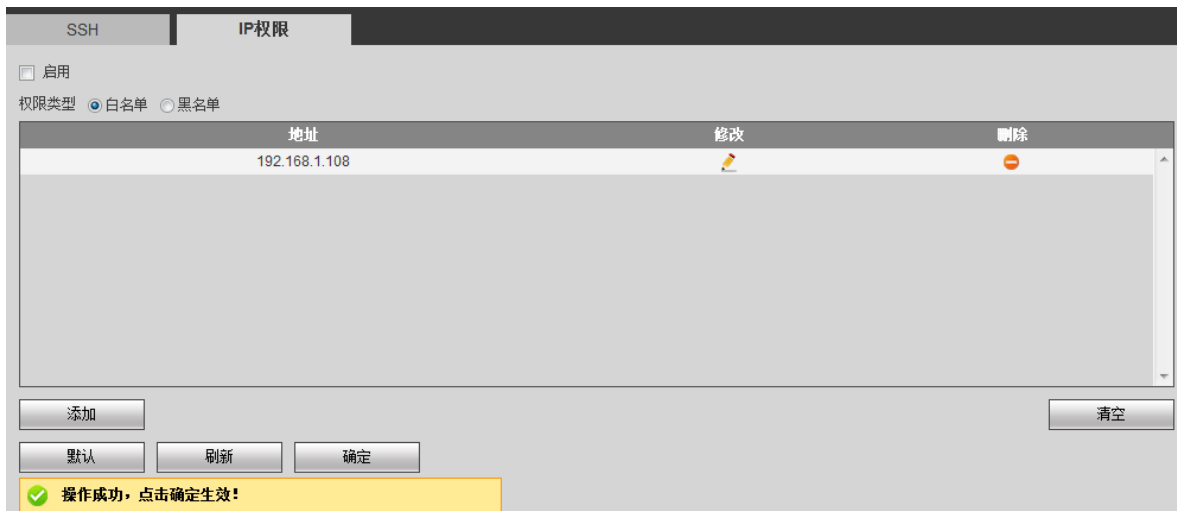 SSH IP权限
启用
权限类型 白名单 黑名单
地址 修改 删除
192.168.1.108
添加 清空
默认 刷新 确定
操作成功，点击确定生效！